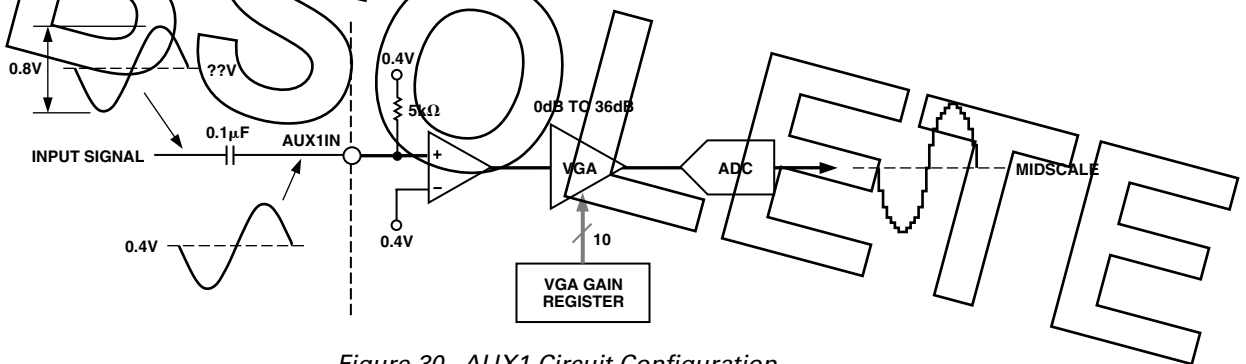 OBSOLETE
0.8V
??V
0.4V
5kΩ
0dB TO 36dB
0.1μF
AUX1IN
INPUT SIGNAL
+
–
VGA
ADC
MIDSCALE
0.4V
0.4V
10
VGA GAIN
REGISTER
Figure 30. AUX1 Circuit Configuration